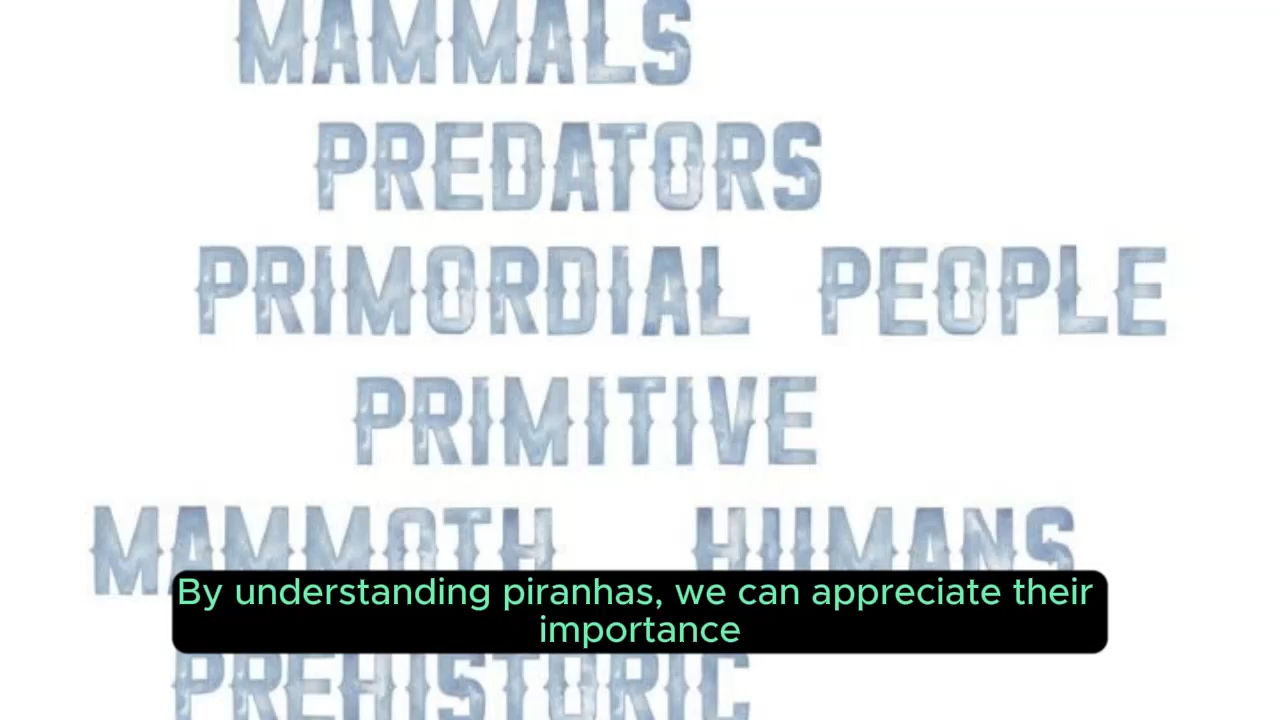 MAMMALS
PREDATORS
PRIMORDIAL PEOPLE
PRIMITIVE
MAMMOTH HUMANS
By understanding piranhas, we can appreciate their
importance
PREHISTORIC